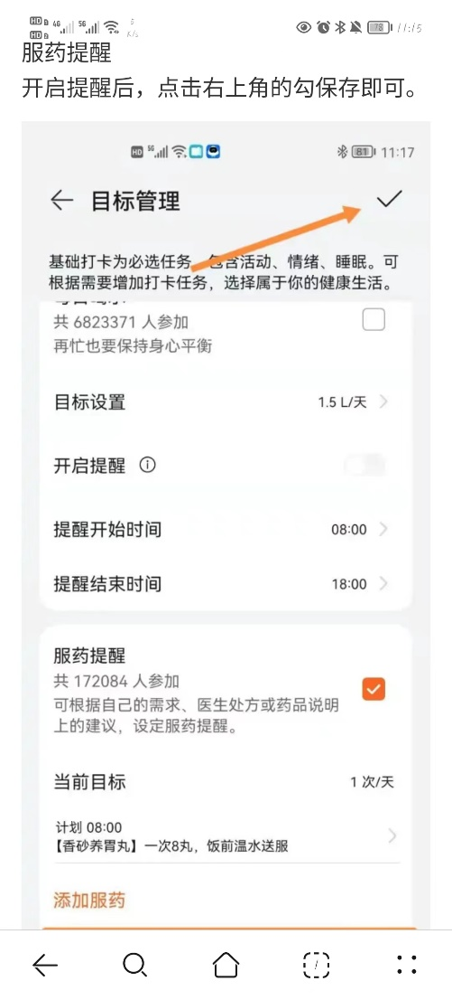 服药提醒
开启提醒后，点击右上角的勾保存即可。
HD 5G 81 11:17
目标管理
基础打卡为必选任务，包含活动、情绪、睡眠。可
根据需要增加打卡任务，选择属于你的健康生活。
共 6823371 人参加
再忙也要保持身心平衡
目标设置 1.5 L/天
开启提醒
提醒开始时间 08:00
提醒结束时间 18:00
服药提醒
共 172084 人参加
可根据自己的需求、医生处方或药品说明
上的建议，设定服药提醒。
当前目标 1 次/天
计划 08:00
【香砂养胃丸】一次8丸，饭前温水送服
添加服药